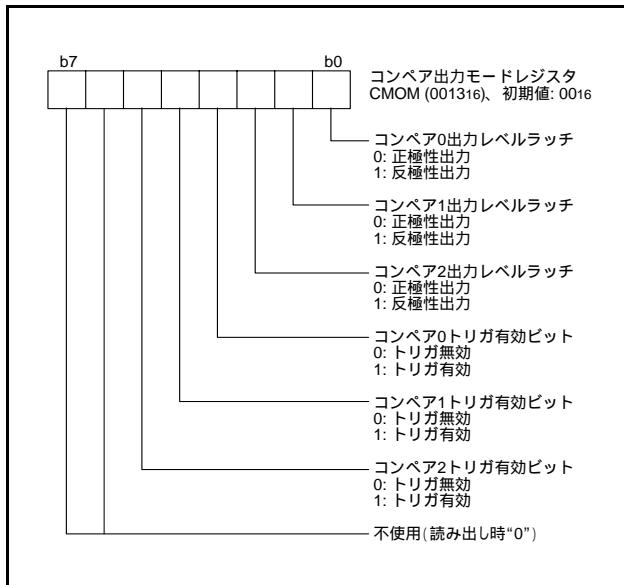 b7 b0
コンペア出力モードレジスタ
CMOM (001316)、初期値: 0016
コンペア0出力レベルラッチ
0: 正極性出力
1: 反極性出力
コンペア1出力レベルラッチ
0: 正極性出力
1: 反極性出力
コンペア2出力レベルラッチ
0: 正極性出力
1: 反極性出力
コンペア0トリガ有効ビット
0: トリガ無効
1: トリガ有効
コンペア1トリガ有効ビット
0: トリガ無効
1: トリガ有効
コンペア2トリガ有効ビット
0: トリガ無効
1: トリガ有効
不使用(読み出し時“0”)